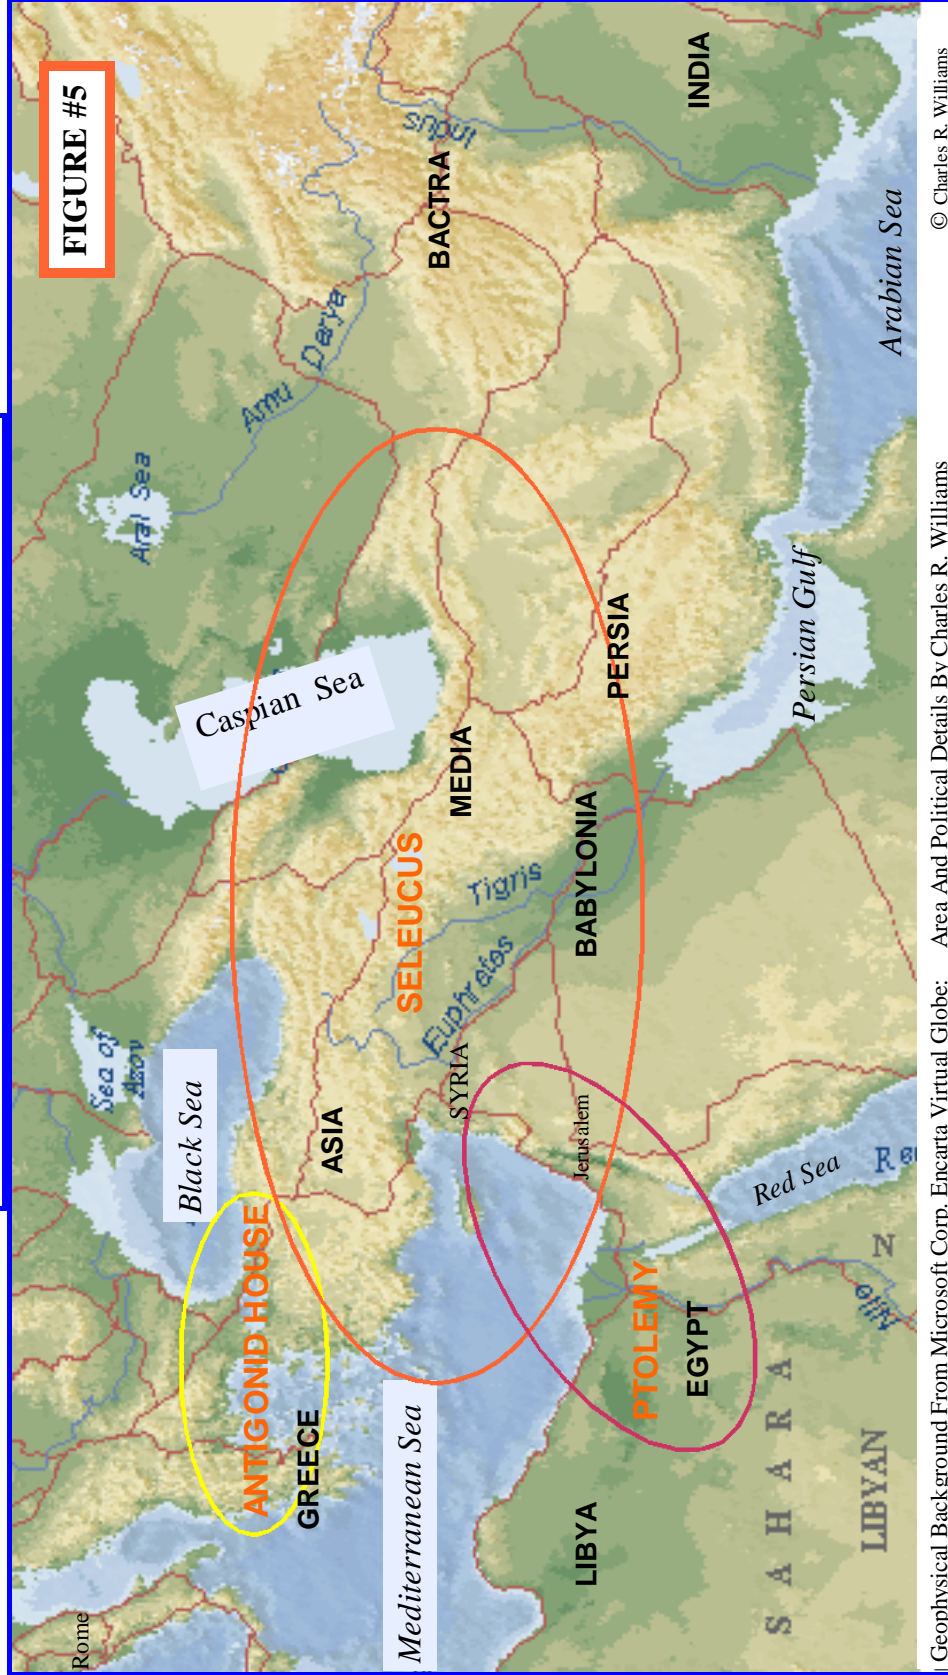 FIGURE #5
Rome
ANTIGONID HOUSE
GREECE
Black Sea
Sea of
Azov
Caspian Sea
Aral Sea
Amu Darya
ASIA
SELEUCUS
MEDIA
BACTRA
Indus
INDIA
Mediterranean Sea
SYRIA
Euphrates
Tigris
Jerusalem
BABYLONIA
PERSIA
LIBYA
PTOLEMY
EGYPT
Red Sea
Persian Gulf
Arabian Sea
SAHARA
LIBYAN
N
Re
Geophysical Background From Microsoft Corp. Encarta Virtual Globe: Area And Political Details By Charles R. Williams © Charles R. Williams